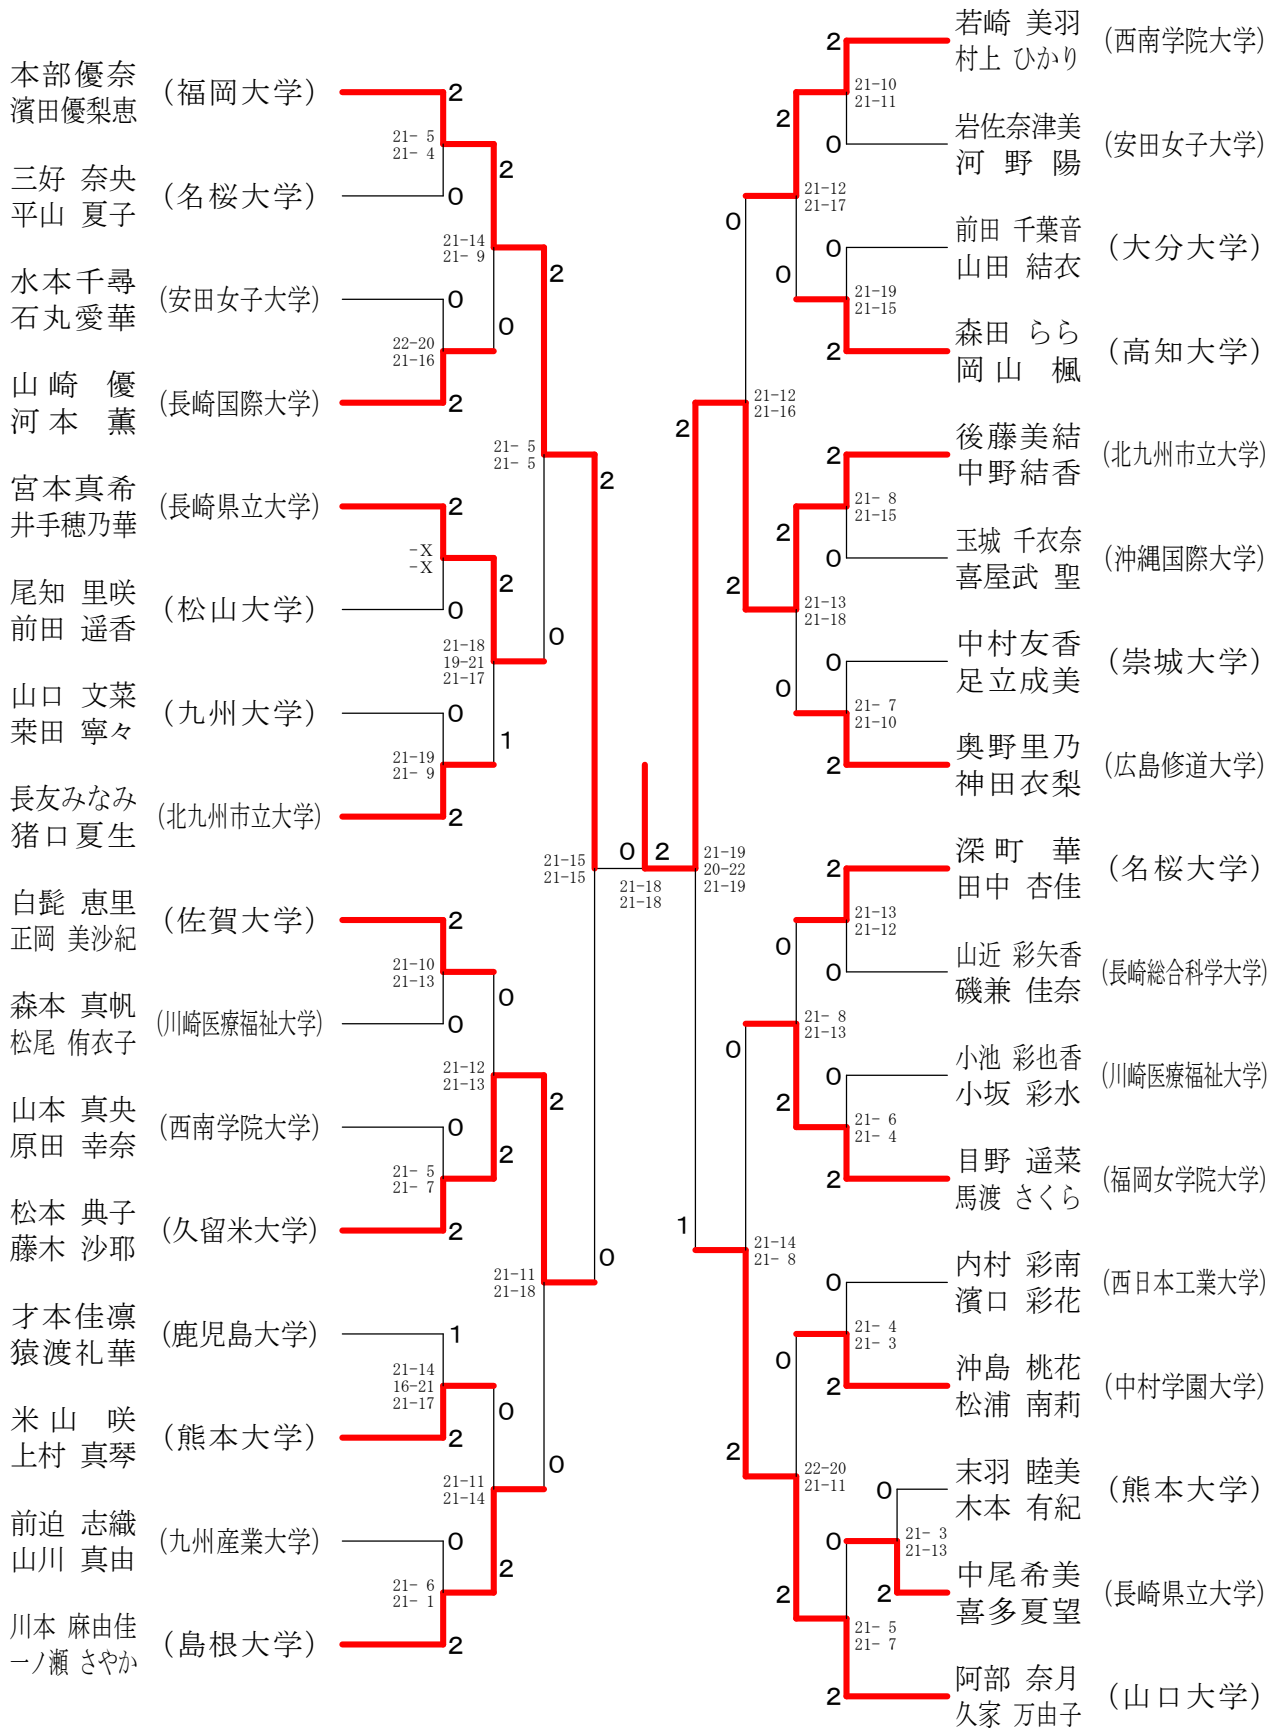 本部優奈
濱田優梨恵
(福岡大学)
2
21- 5
21- 4
2
三好 奈央
平山 夏子
(名桜大学)
0
21-14
21- 9
2
水本千尋
石丸愛華
(安田女子大学)
0
22-20
21-16
0
山崎 優
河本 薫
(長崎国際大学)
2
21- 5
21- 5
2
宮本真希
井手穂乃華
(長崎県立大学)
2
-X
-X
2
尾知 里咲
前田 遥香
(松山大学)
0
21-18
19-21
21-17
0
山口 文菜
桒田 寧々
(九州大学)
0
21-19
21- 9
1
長友みなみ
猪口夏生
(北九州市立大学)
2
21-15
21-15
0
2
21-18
21-18
白髭 恵里
正岡 美沙紀
(佐賀大学)
2
21-10
21-13
0
森本 真帆
松尾 侑衣子
(川崎医療福祉大学)
0
21-12
21-13
2
山本 真央
原田 幸奈
(西南学院大学)
0
21- 5
21- 7
2
松本 典子
藤木 沙耶
(久留米大学)
2
21-11
21-18
0
才本佳凛
猿渡礼華
(鹿児島大学)
1
21-14
16-21
21-17
0
米山 咲
上村 真琴
(熊本大学)
2
21-11
21-14
0
前迫 志織
山川 真由
(九州産業大学)
0
21- 6
21- 1
2
川本 麻由佳
一ノ瀬 さやか
(島根大学)
2
若崎 美羽
村上 ひかり
(西南学院大学)
2
21-10
21-11
2
岩佐奈津美
河野陽
(安田女子大学)
0
21-12
21-17
0
前田 千葉音
山田 結衣
(大分大学)
0
21-19
21-15
0
森田 らら
岡山 楓
(高知大学)
2
21-12
21-16
2
後藤美結
中野結香
(北九州市立大学)
2
21- 8
21-15
2
玉城 千衣奈
喜屋武 聖
(沖縄国際大学)
0
21-13
21-18
2
中村友香
足立成美
(崇城大学)
0
21- 7
21-10
0
奥野里乃
神田衣梨
(広島修道大学)
2
21-19
20-22
21-19
深町 華
田中 杏佳
(名桜大学)
2
21-13
21-12
0
山近 彩矢香
磯兼 佳奈
(長崎総合科学大学)
0
21- 8
21-13
0
小池 彩也香
小坂 彩水
(川崎医療福祉大学)
0
21- 6
21- 4
2
目野 遥菜
馬渡 さくら
(福岡女学院大学)
2
21-14
21- 8
1
内村 彩南
濱口 彩花
(西日本工業大学)
0
21- 4
21- 3
0
沖島 桃花
松浦 南莉
(中村学園大学)
2
22-20
21-11
2
末羽 睦美
木本 有紀
(熊本大学)
0
21- 3
21-13
0
中尾希美
喜多夏望
(長崎県立大学)
2
21- 5
21- 7
2
阿部 奈月
久家 万由子
(山口大学)
2